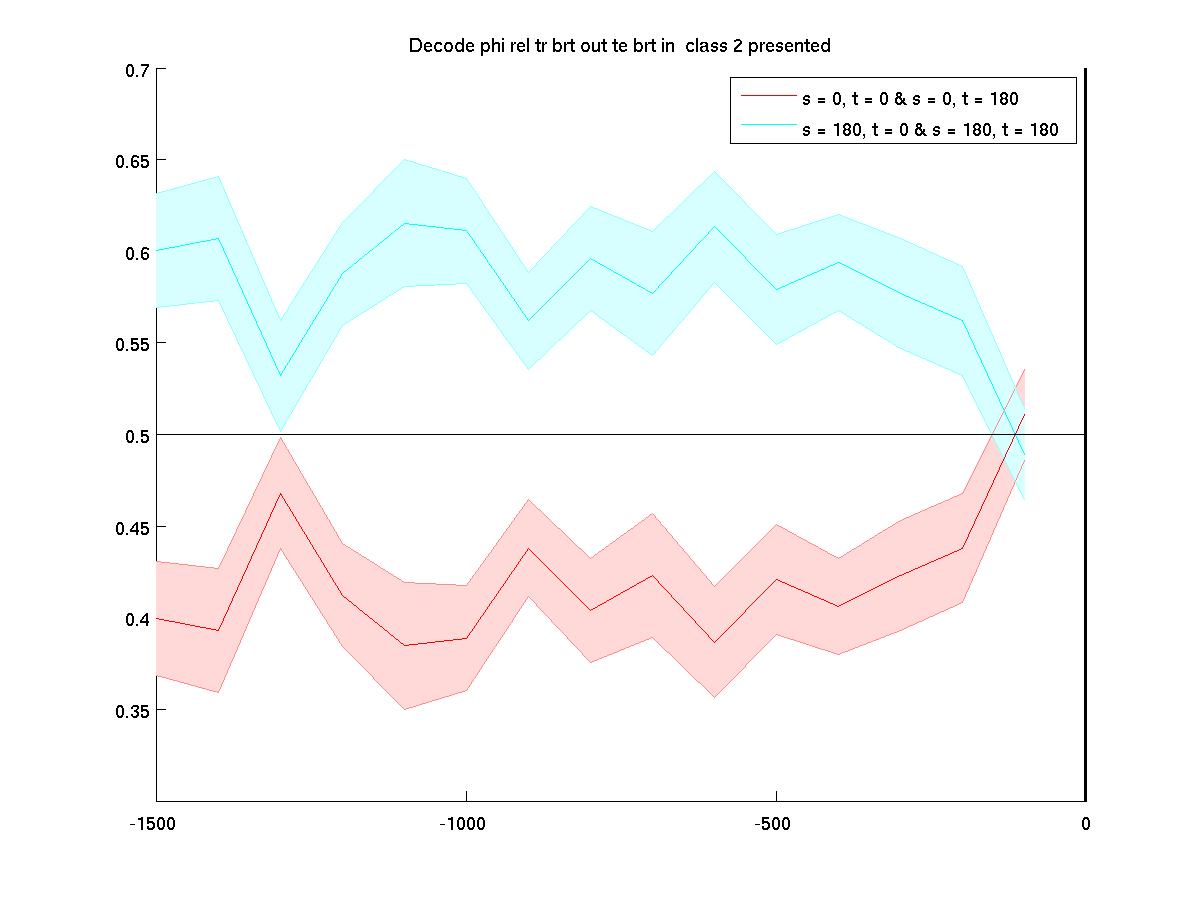 Decode phi rel tr brt out te brt in  class 2 presented
0.7
s = 0, t = 0 & s = 0, t = 180
s = 180, t = 0 & s = 180, t = 180
0.65
0.6
0.55
0.5
0.45
0.4
0.35
-1500 -1000 -500 0